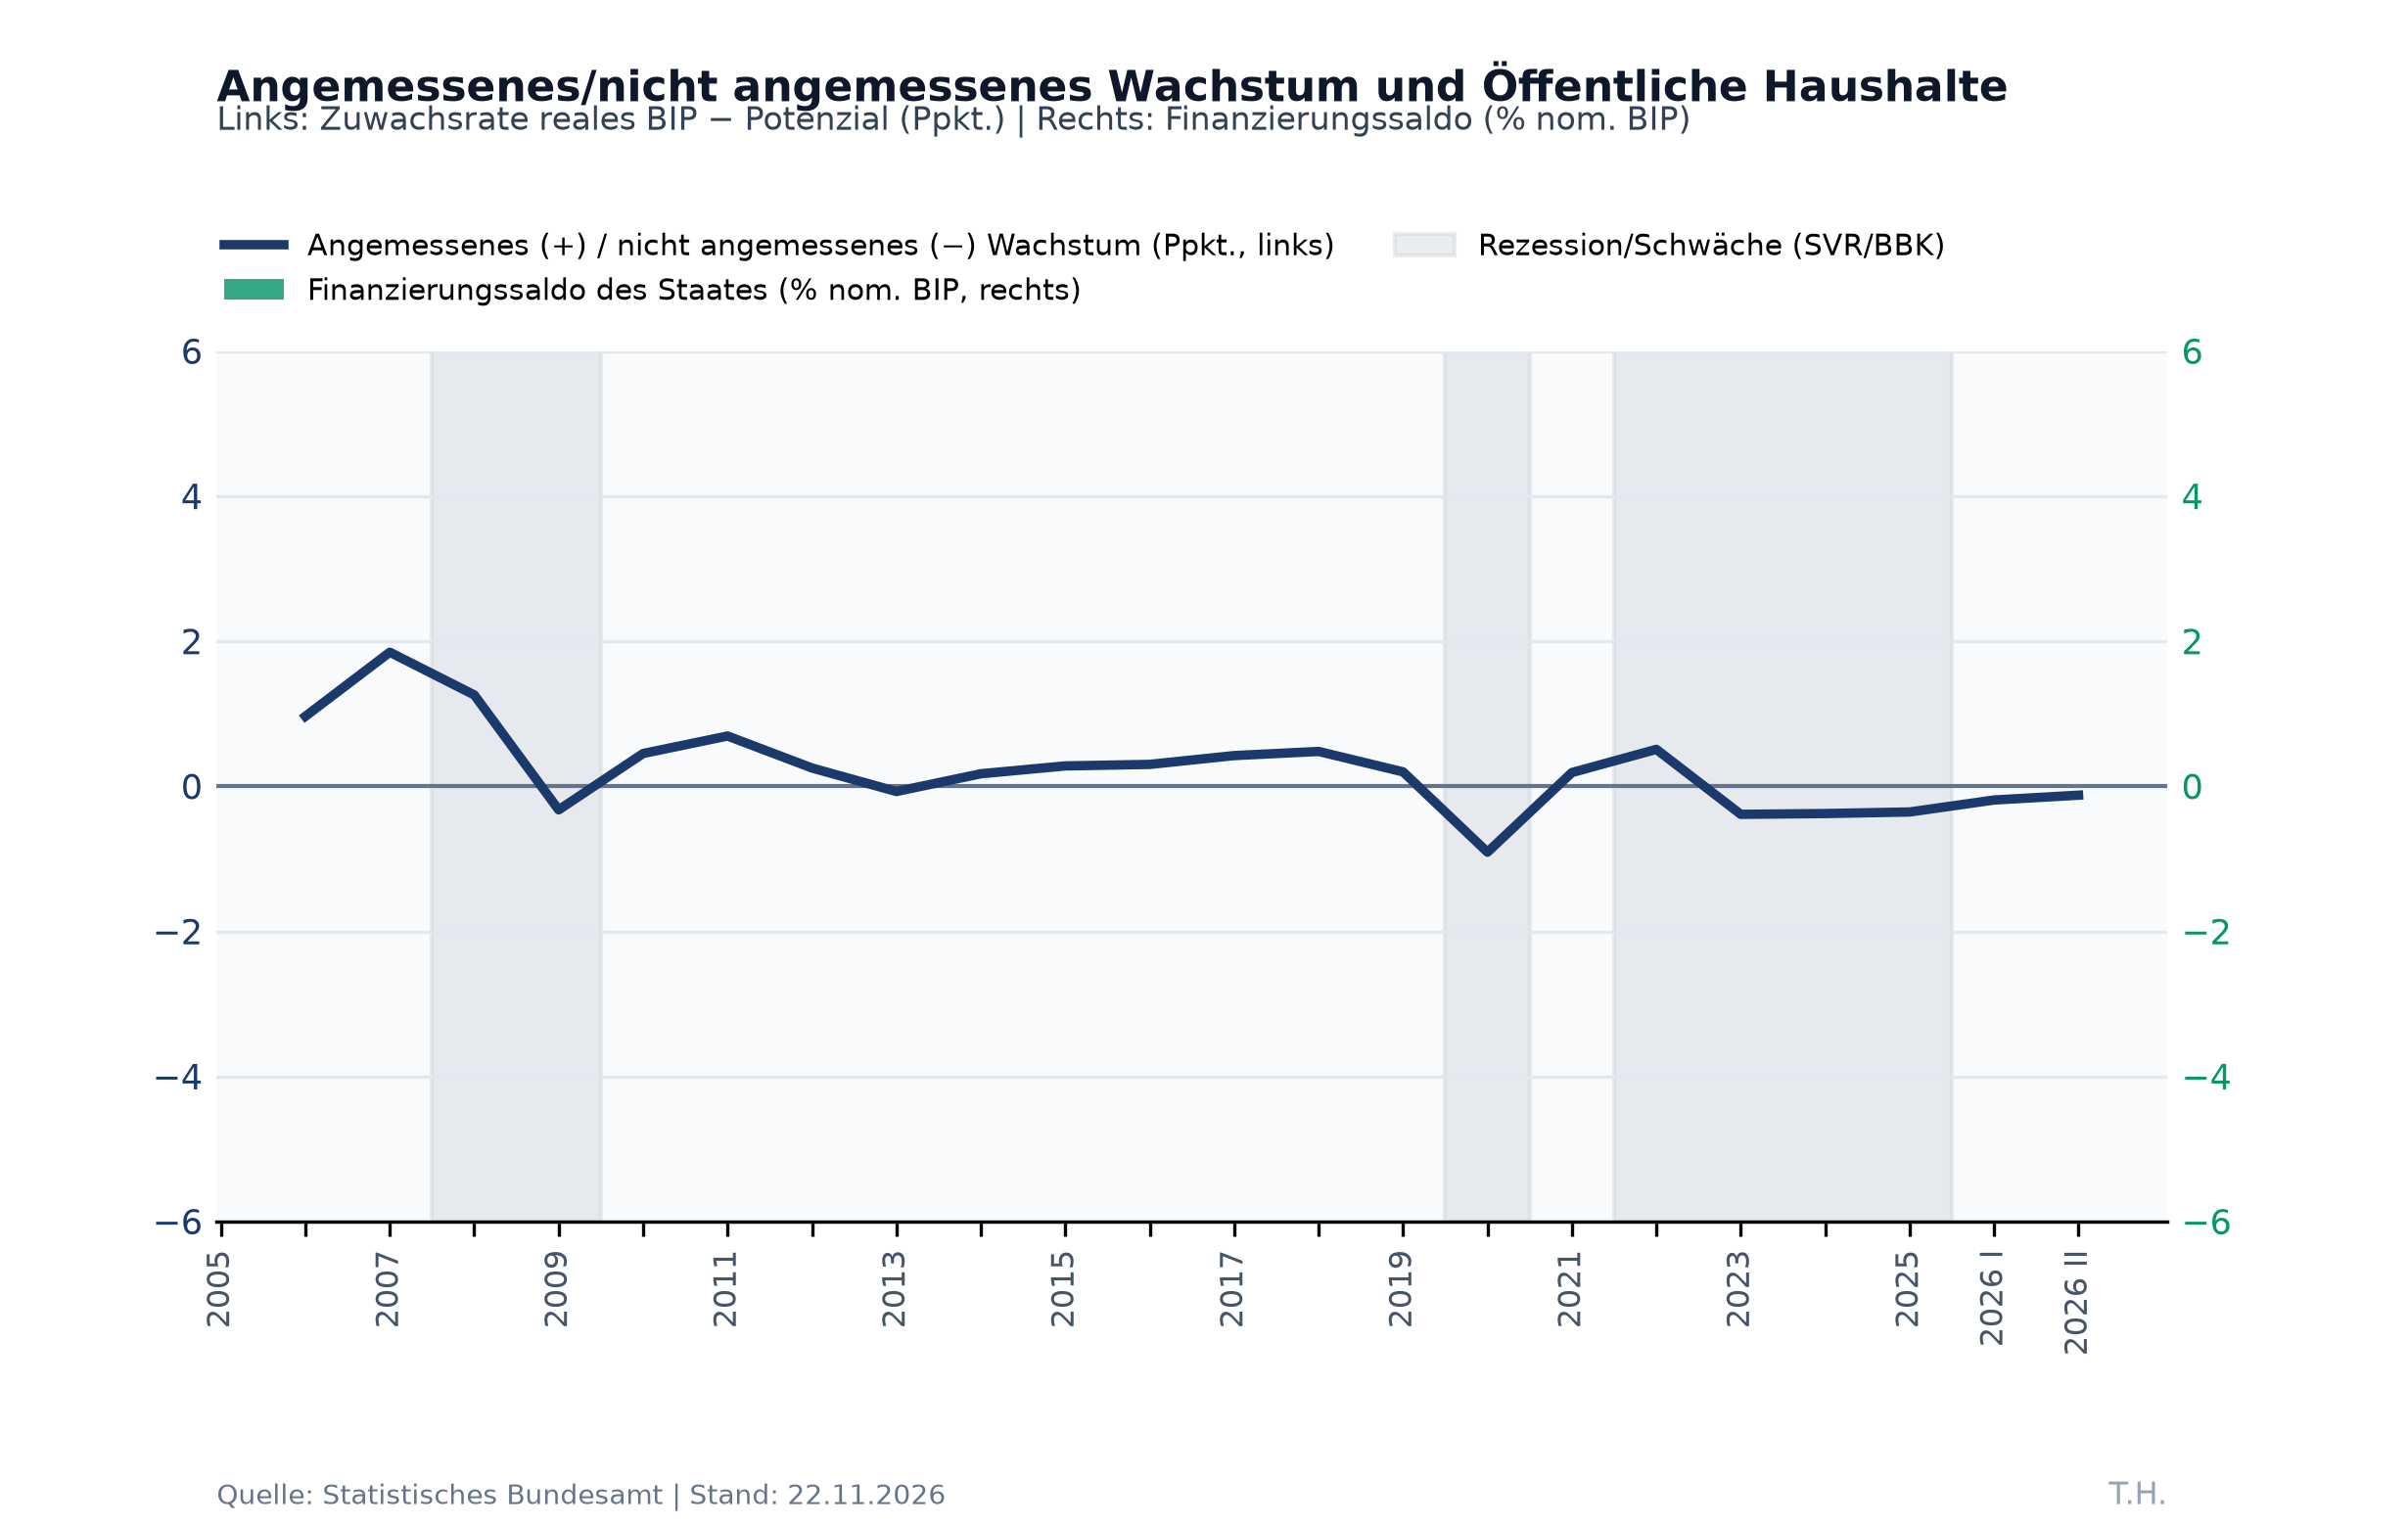 Angemessenes/nicht angemessenes Wachstum und Öffentliche Haushalte
Links: Zuwachsrate reales BIP − Potenzial (Ppkt.) | Rechts: Finanzierungssaldo (% nom. BIP)
Angemessenes (+) / nicht angemessenes (−) Wachstum (Ppkt., links)
Rezession/Schwäche (SVR/BBK)
Finanzierungssaldo des Staates (% nom. BIP, rechts)
6 6
4 4
2 2
0 0
−2 −2
−4 −4
−6 −6
2005 2007 2009 2011 2013 2015 2017 2019 2021 2023 2025 2026 I 2026 III
Quelle: Statistisches Bundesamt | Stand: 22.11.2026
T.H.